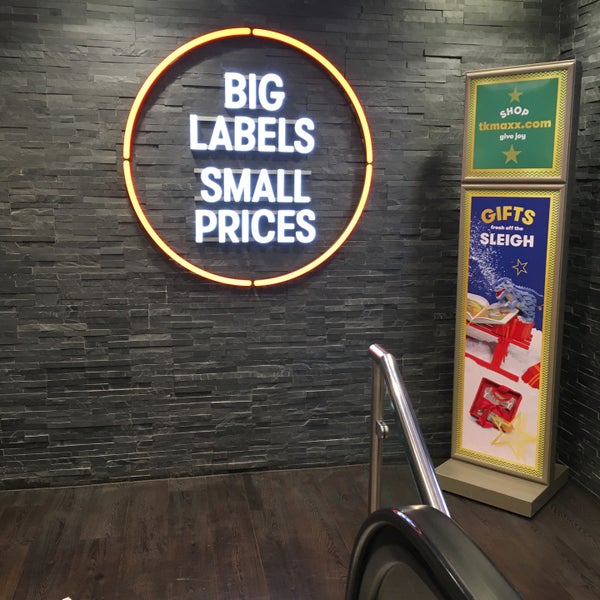 BIG
LABELS
SMALL
PRICES
SHOP
tkmaxx.com
give joy
GIFTS
fresh off the
SLEIGH